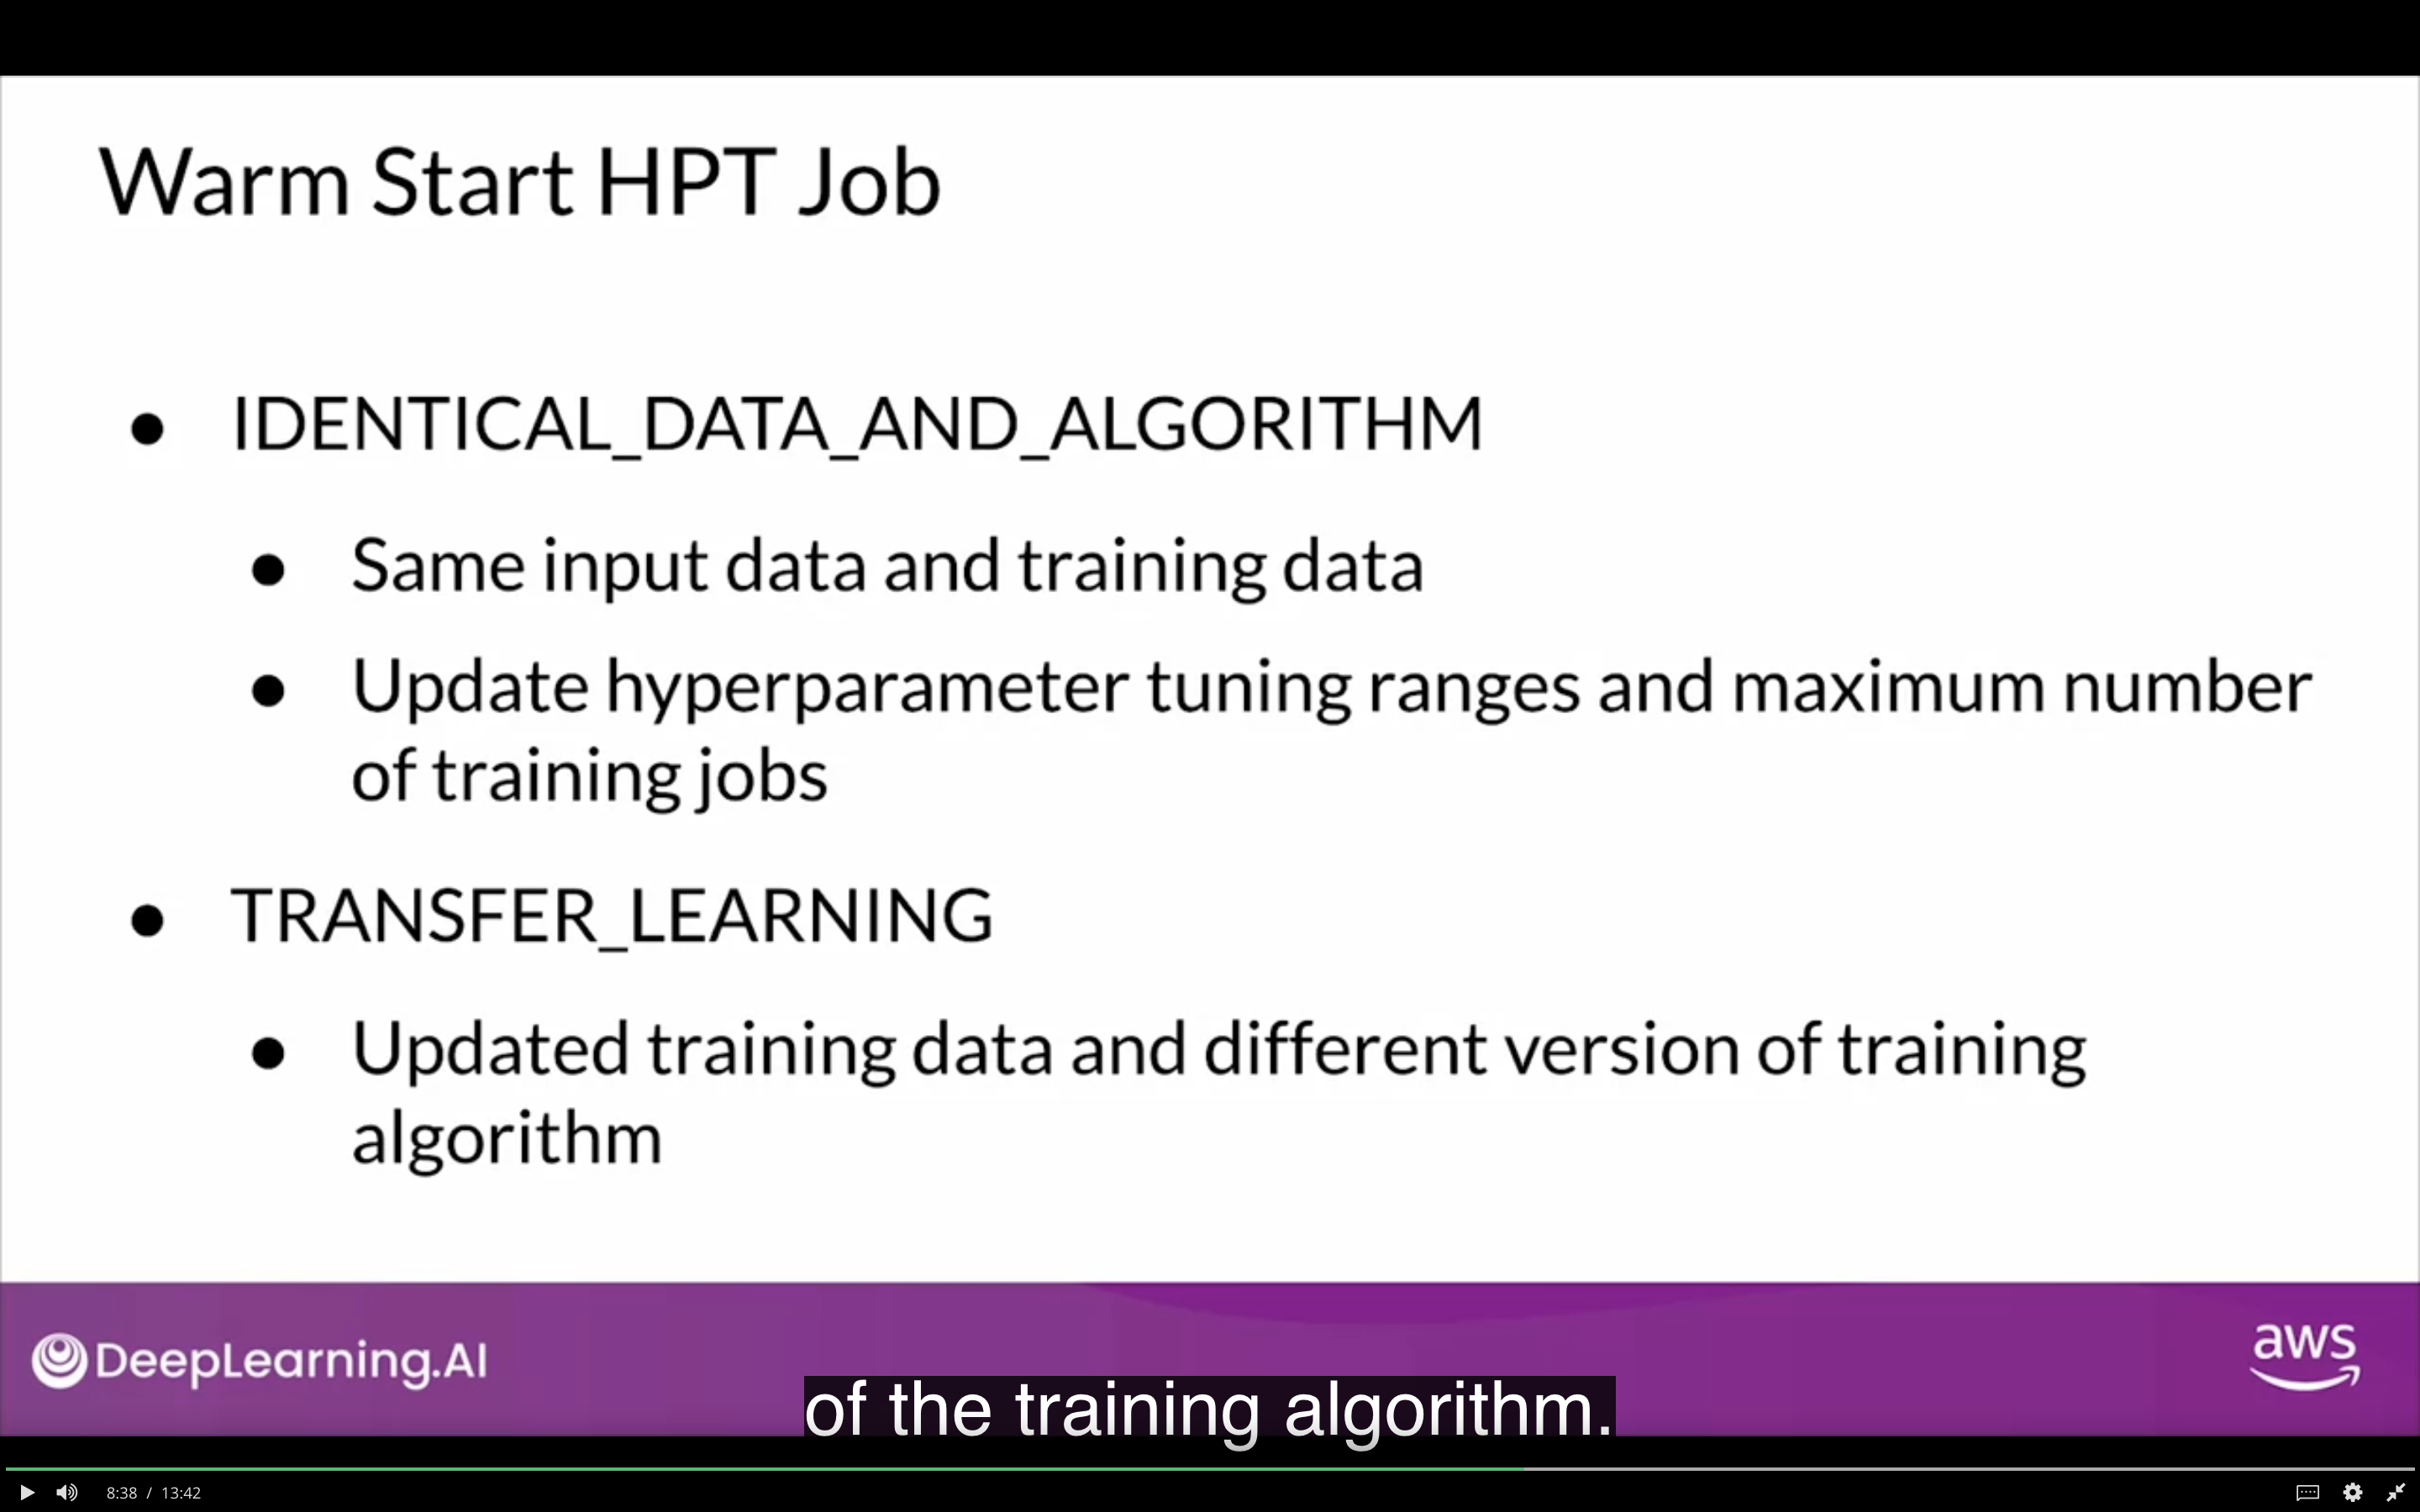 Warm Start HPT Job
● IDENTICAL_DATA_AND_ALGORITHM
● Same input data and training data
● Update hyperparameter tuning ranges and maximum number
of training jobs
● TRANSFER_LEARNING
● Updated training data and different version of training
algorithm
DeepLearning.AI
aws
of the training algorithm.
8:38 / 13:42